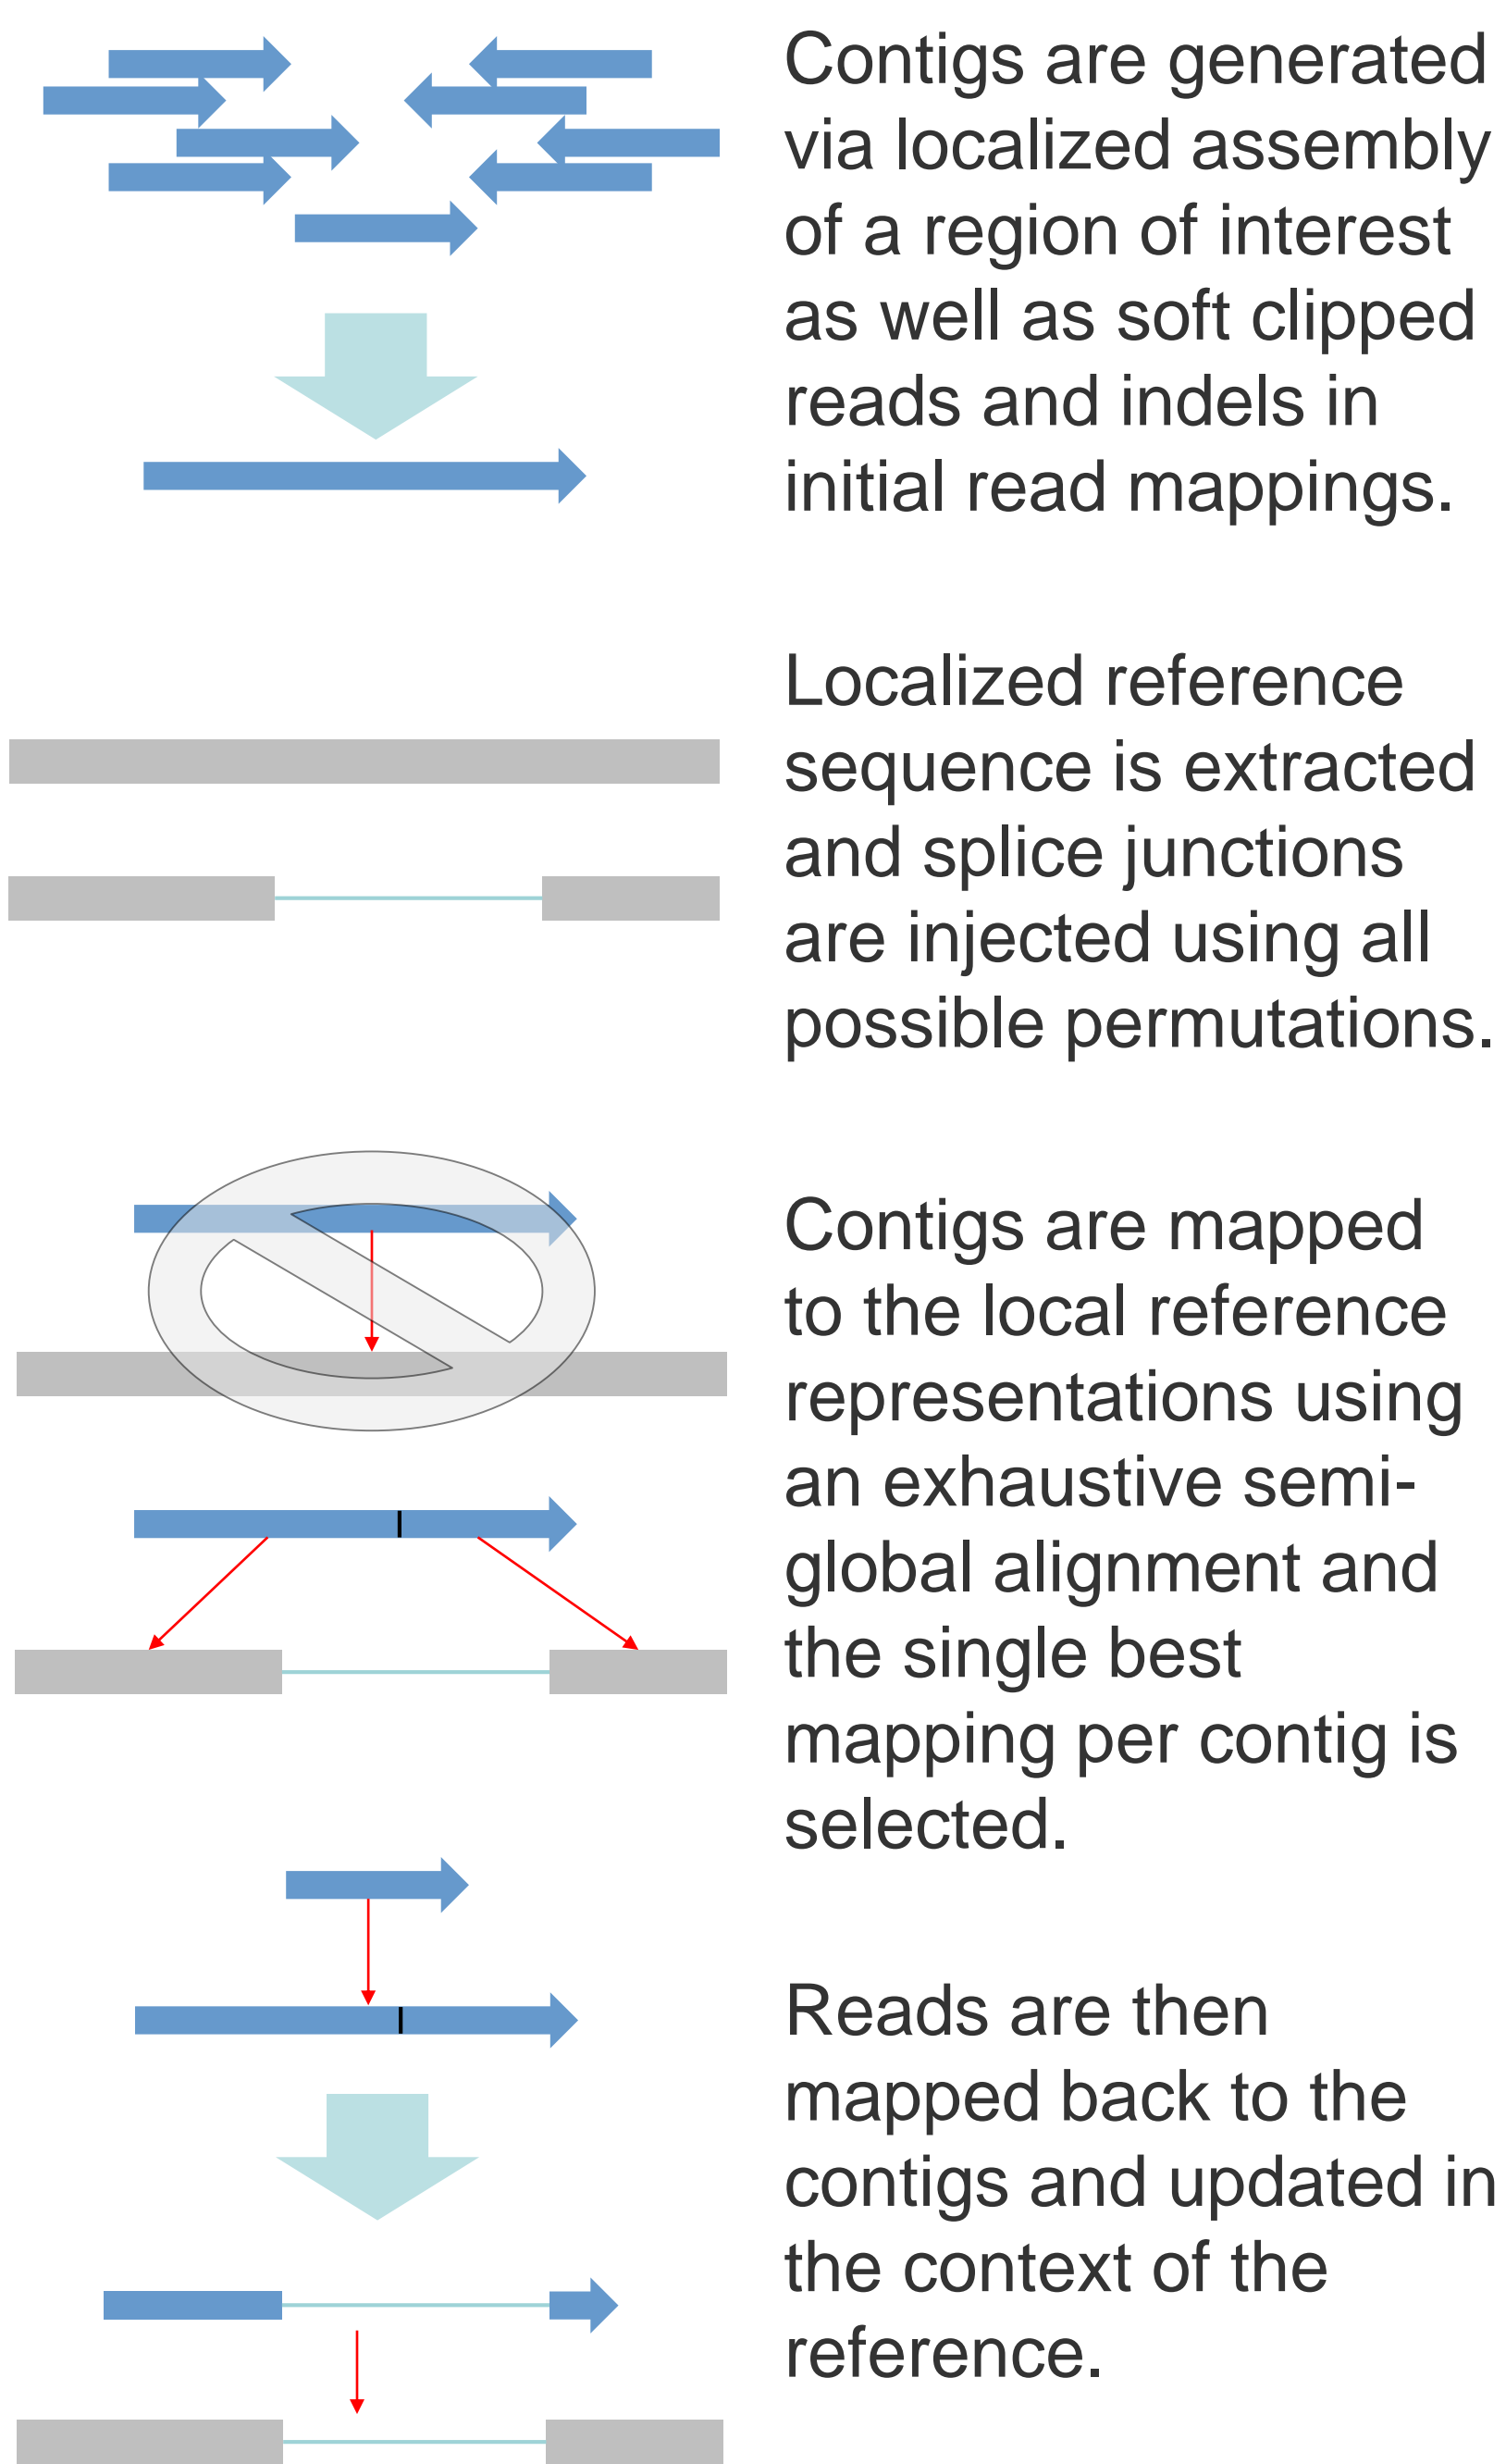 Contigs are generated
via localized assembly
of a region of interest
as well as soft clipped
reads and indels in
initial read mappings.
Localized reference
sequence is extracted
and splice junctions
are injected using all
possible permutations.
Contigs are mapped
to the local reference
representations using
an exhaustive semi-
global alignment and
the single best
mapping per contig is
selected.
Reads are then
mapped back to the
contigs and updated in
the context of the
reference.